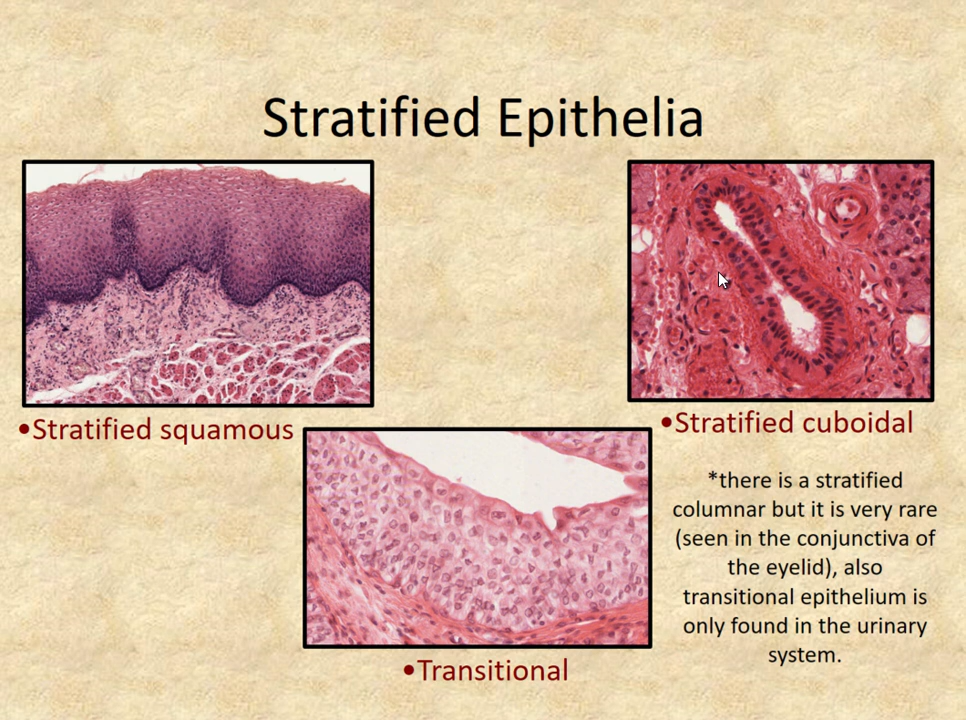 Stratified Epithelia
•Stratified squamous
•Stratified cuboidal
*there is a stratified
columnar but it is very rare
(seen in the conjunctiva of
the eyelid), also
transitional epithelium is
only found in the urinary
system.
•Transitional